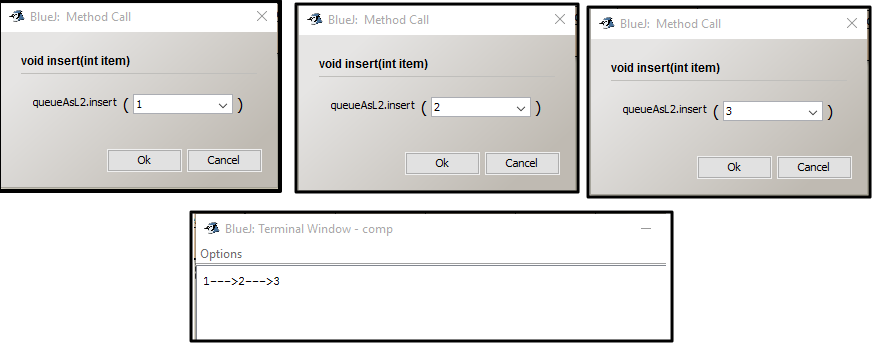 BlueJ: Method Call
void insert(int item)
queueAsL2.insert ( 1 )
Ok Cancel
BlueJ: Method Call
void insert(int item)
queueAsL2.insert ( 2 )
Ok Cancel
BlueJ: Method Call
void insert(int item)
queueAsL2.insert ( 3 )
Ok Cancel
BlueJ: Terminal Window - comp
Options
1--->2--->3